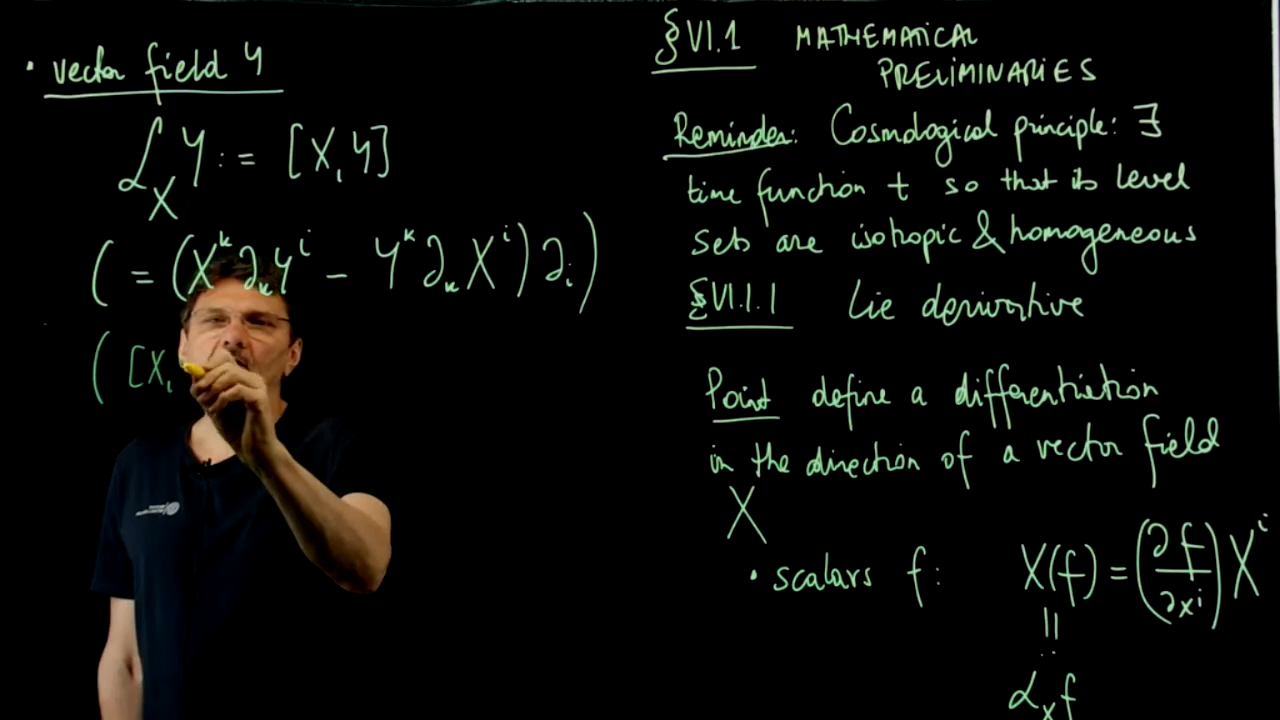 • vector field Y
ℒ_X Y := [X, Y]
( = (X^k ∂_k Y^i − Y^k ∂_k X^i) ∂_i )
( [X,
§VI.1 MATHEMATICAL
PRELIMINARIES
Reminder: Cosmological principle: ∃
time function t so that its level
sets are isotropic & homogeneous
§VI.1.1 Lie derivative
Point define a differentiation
in the direction of a vector field
X
• scalars f: X(f) = (∂f/∂x^i) X^i
=:
ℒ_X f